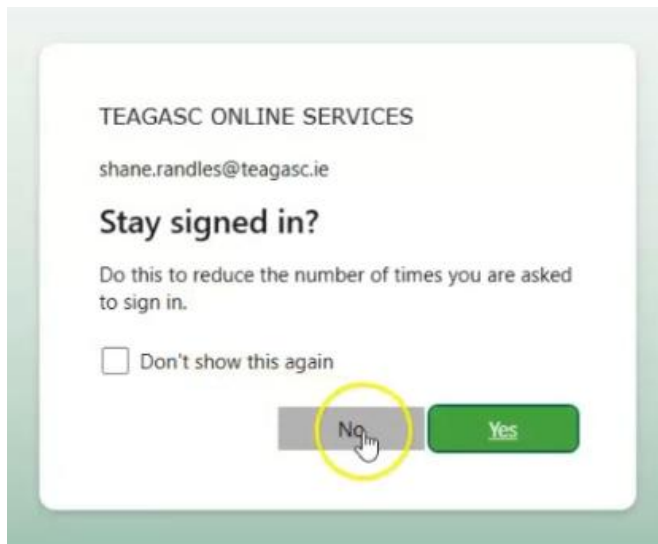 TEAGASC ONLINE SERVICES
shane.randles@teagasc.ie
Stay signed in?
Do this to reduce the number of times you are asked
to sign in.
Don't show this again
No
Yes